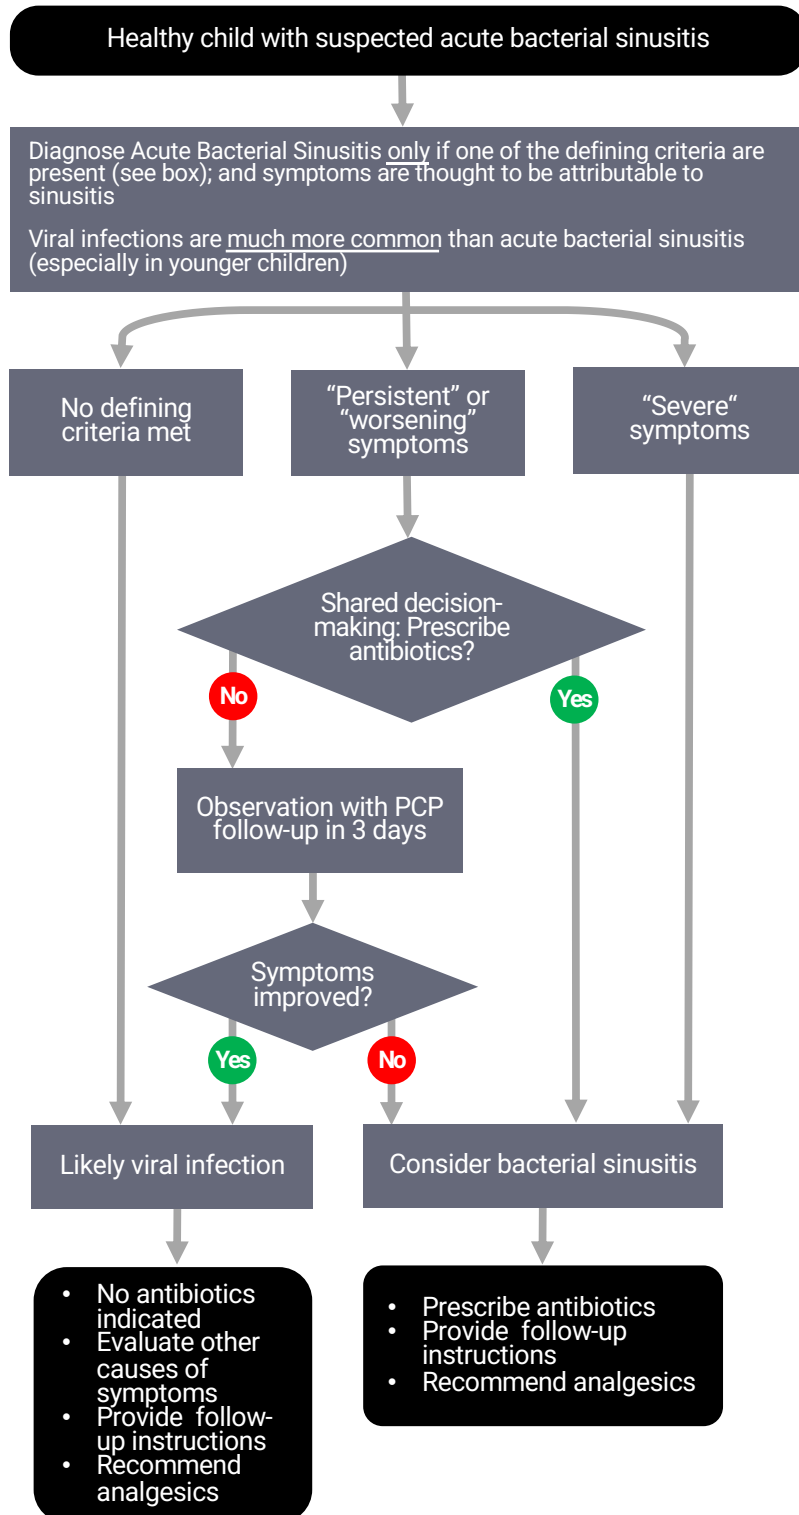 Healthy child with suspected acute bacterial sinusitis
Diagnose Acute Bacterial Sinusitis only if one of the defining criteria are
present (see box); and symptoms are thought to be attributable to
sinusitis
Viral infections are much more common than acute bacterial sinusitis
(especially in younger children)
No defining
criteria met
“Persistent” or
“worsening”
symptoms
“Severe“
symptoms
Shared decision-
making: Prescribe
antibiotics?
No
Yes
Observation with PCP
follow-up in 3 days
Symptoms
improved?
Yes
No
Likely viral infection
Consider bacterial sinusitis
• No antibiotics
indicated
• Evaluate other
causes of
symptoms
• Provide follow-
up instructions
• Recommend
analgesics
• Prescribe antibiotics
• Provide follow-up
instructions
• Recommend analgesics